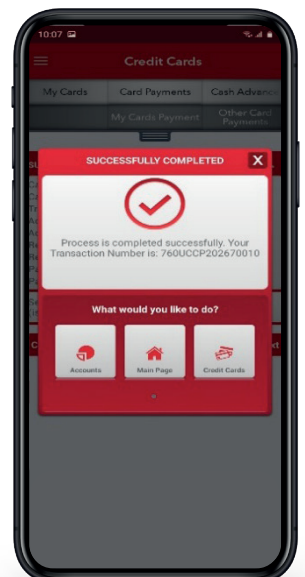 10:07
Credit Cards
My Cards Card Payments Cash Advance
My Cards Payment Other Card
Payments
SUCCESSFULLY COMPLETED X
Process is completed successfully. Your
Transaction Number is: 760UCCP202670010
What would you like to do?
Accounts Main Page Credit Cards